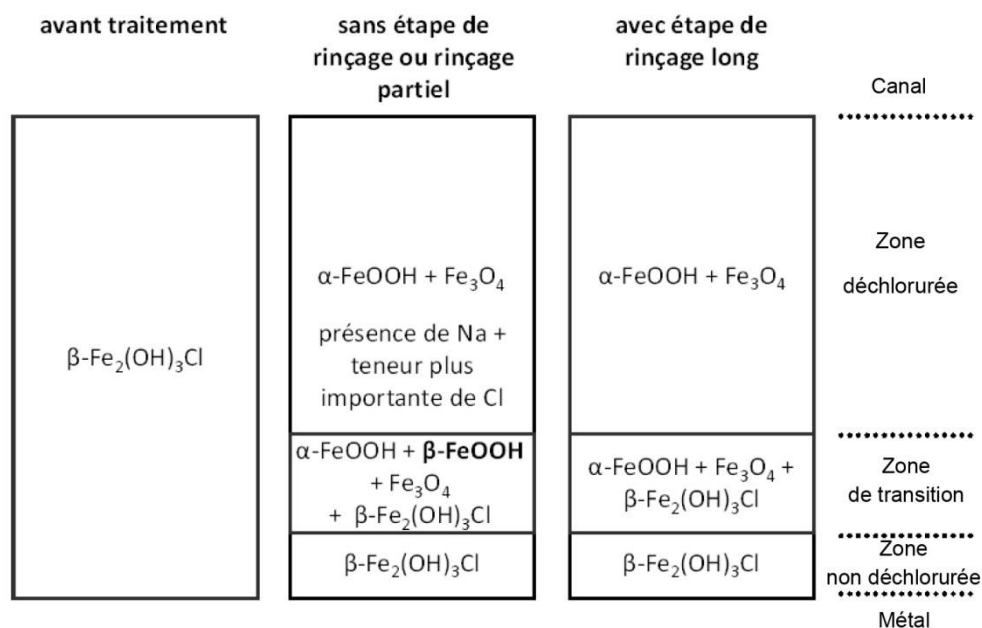 avant traitement
sans étape de
rinçage ou rinçage
partiel
avec étape de
rinçage long
Canal
β-Fe₂(OH)₃Cl
α-FeOOH + Fe₃O₄
présence de Na +
teneur plus
importante de Cl
α-FeOOH + β-FeOOH
+ Fe₃O₄
+ β-Fe₂(OH)₃Cl
β-Fe₂(OH)₃Cl
α-FeOOH + Fe₃O₄
α-FeOOH + Fe₃O₄ +
β-Fe₂(OH)₃Cl
β-Fe₂(OH)₃Cl
Zone
déchlorurée
Zone
de transition
Zone
non déchlorurée
Métal